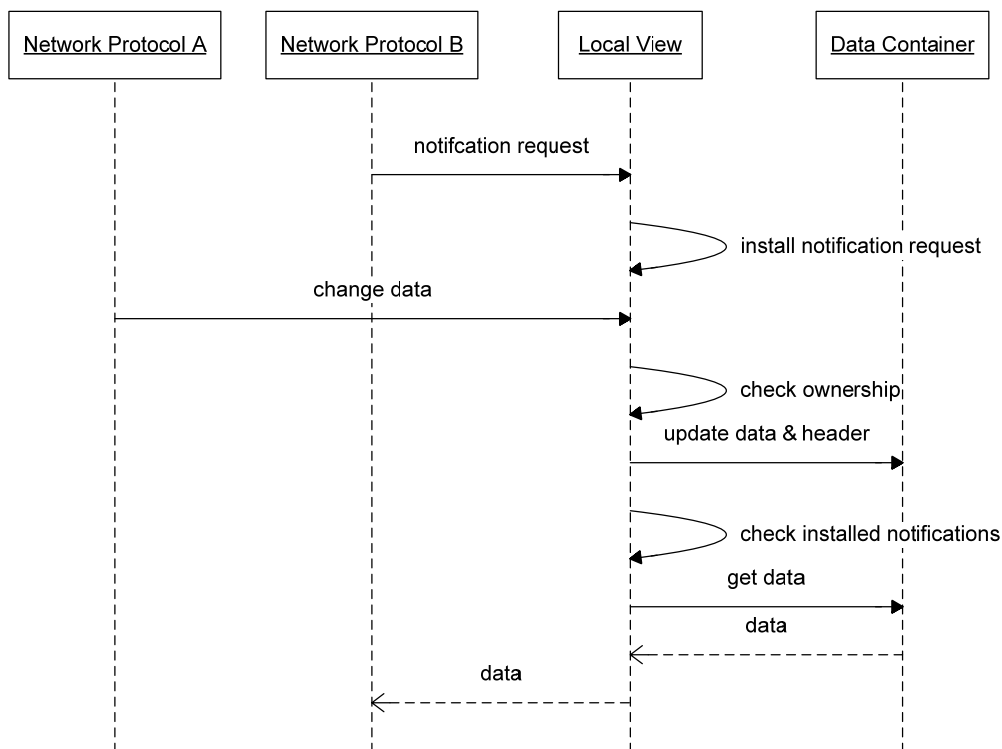 Network Protocol A
Network Protocol B
Local View
Data Container
notifcation request
install notification request
change data
check ownership
update data & header
check installed notifications
get data
data
data